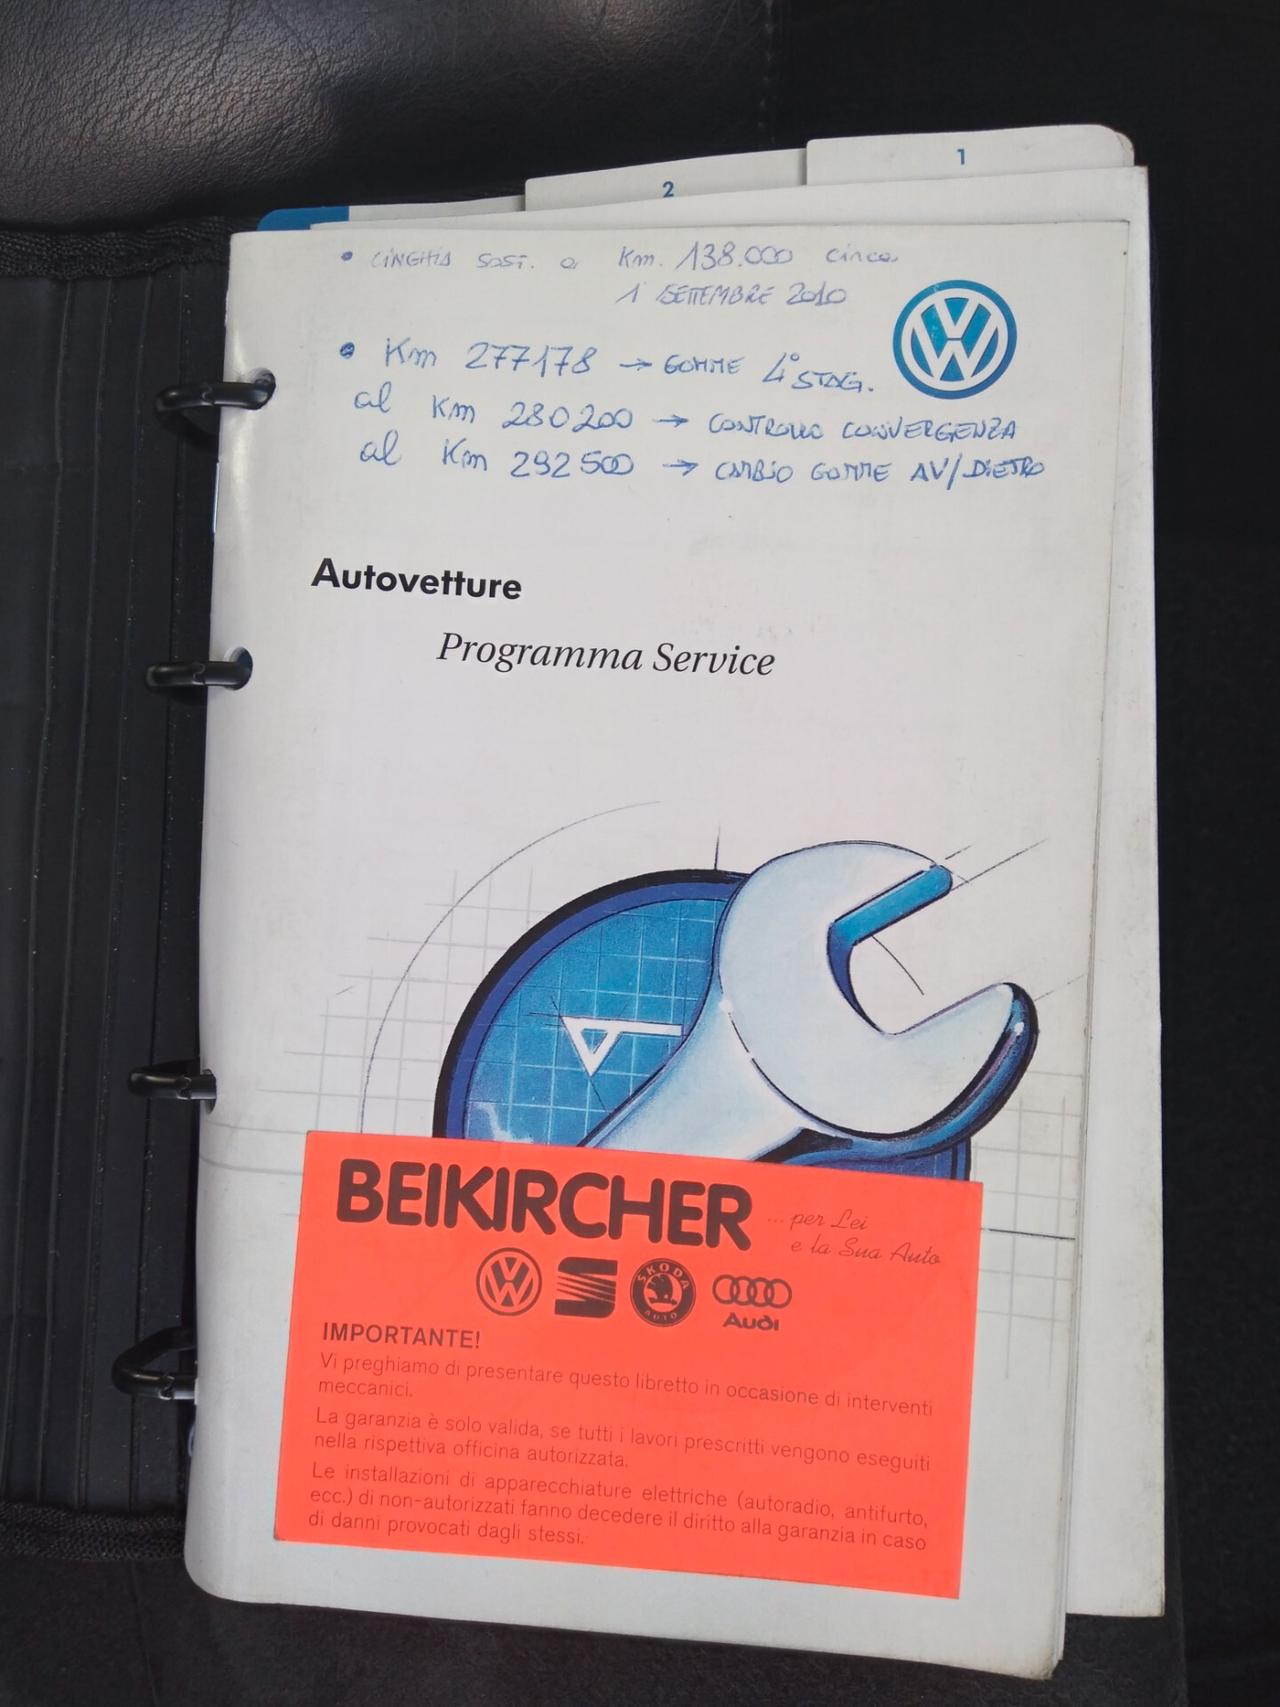 1
2
• CINGHIA SOST. a Km. 138.000 circa
1 SETTEMBRE 2010
• Km 277178 → GOMME 4° STAG.
al Km 280200 → CONTROLLO CONVERGENZA
al Km 292500 → CAMBIO GOMME AV/DIETRO
Autovetture
Programma Service
BEIKIRCHER
... per Lei
e la Sua Auto
SKODA
AUTO
Audi
IMPORTANTE!
Vi preghiamo di presentare questo libretto in occasione di interventi
meccanici.
La garanzia è solo valida, se tutti i lavori prescritti vengono eseguiti
nella rispettiva officina autorizzata.
Le installazioni di apparecchiature elettriche (autoradio, antifurto,
ecc.) di non-autorizzati fanno decedere il diritto alla garanzia in caso
di danni provocati dagli stessi.